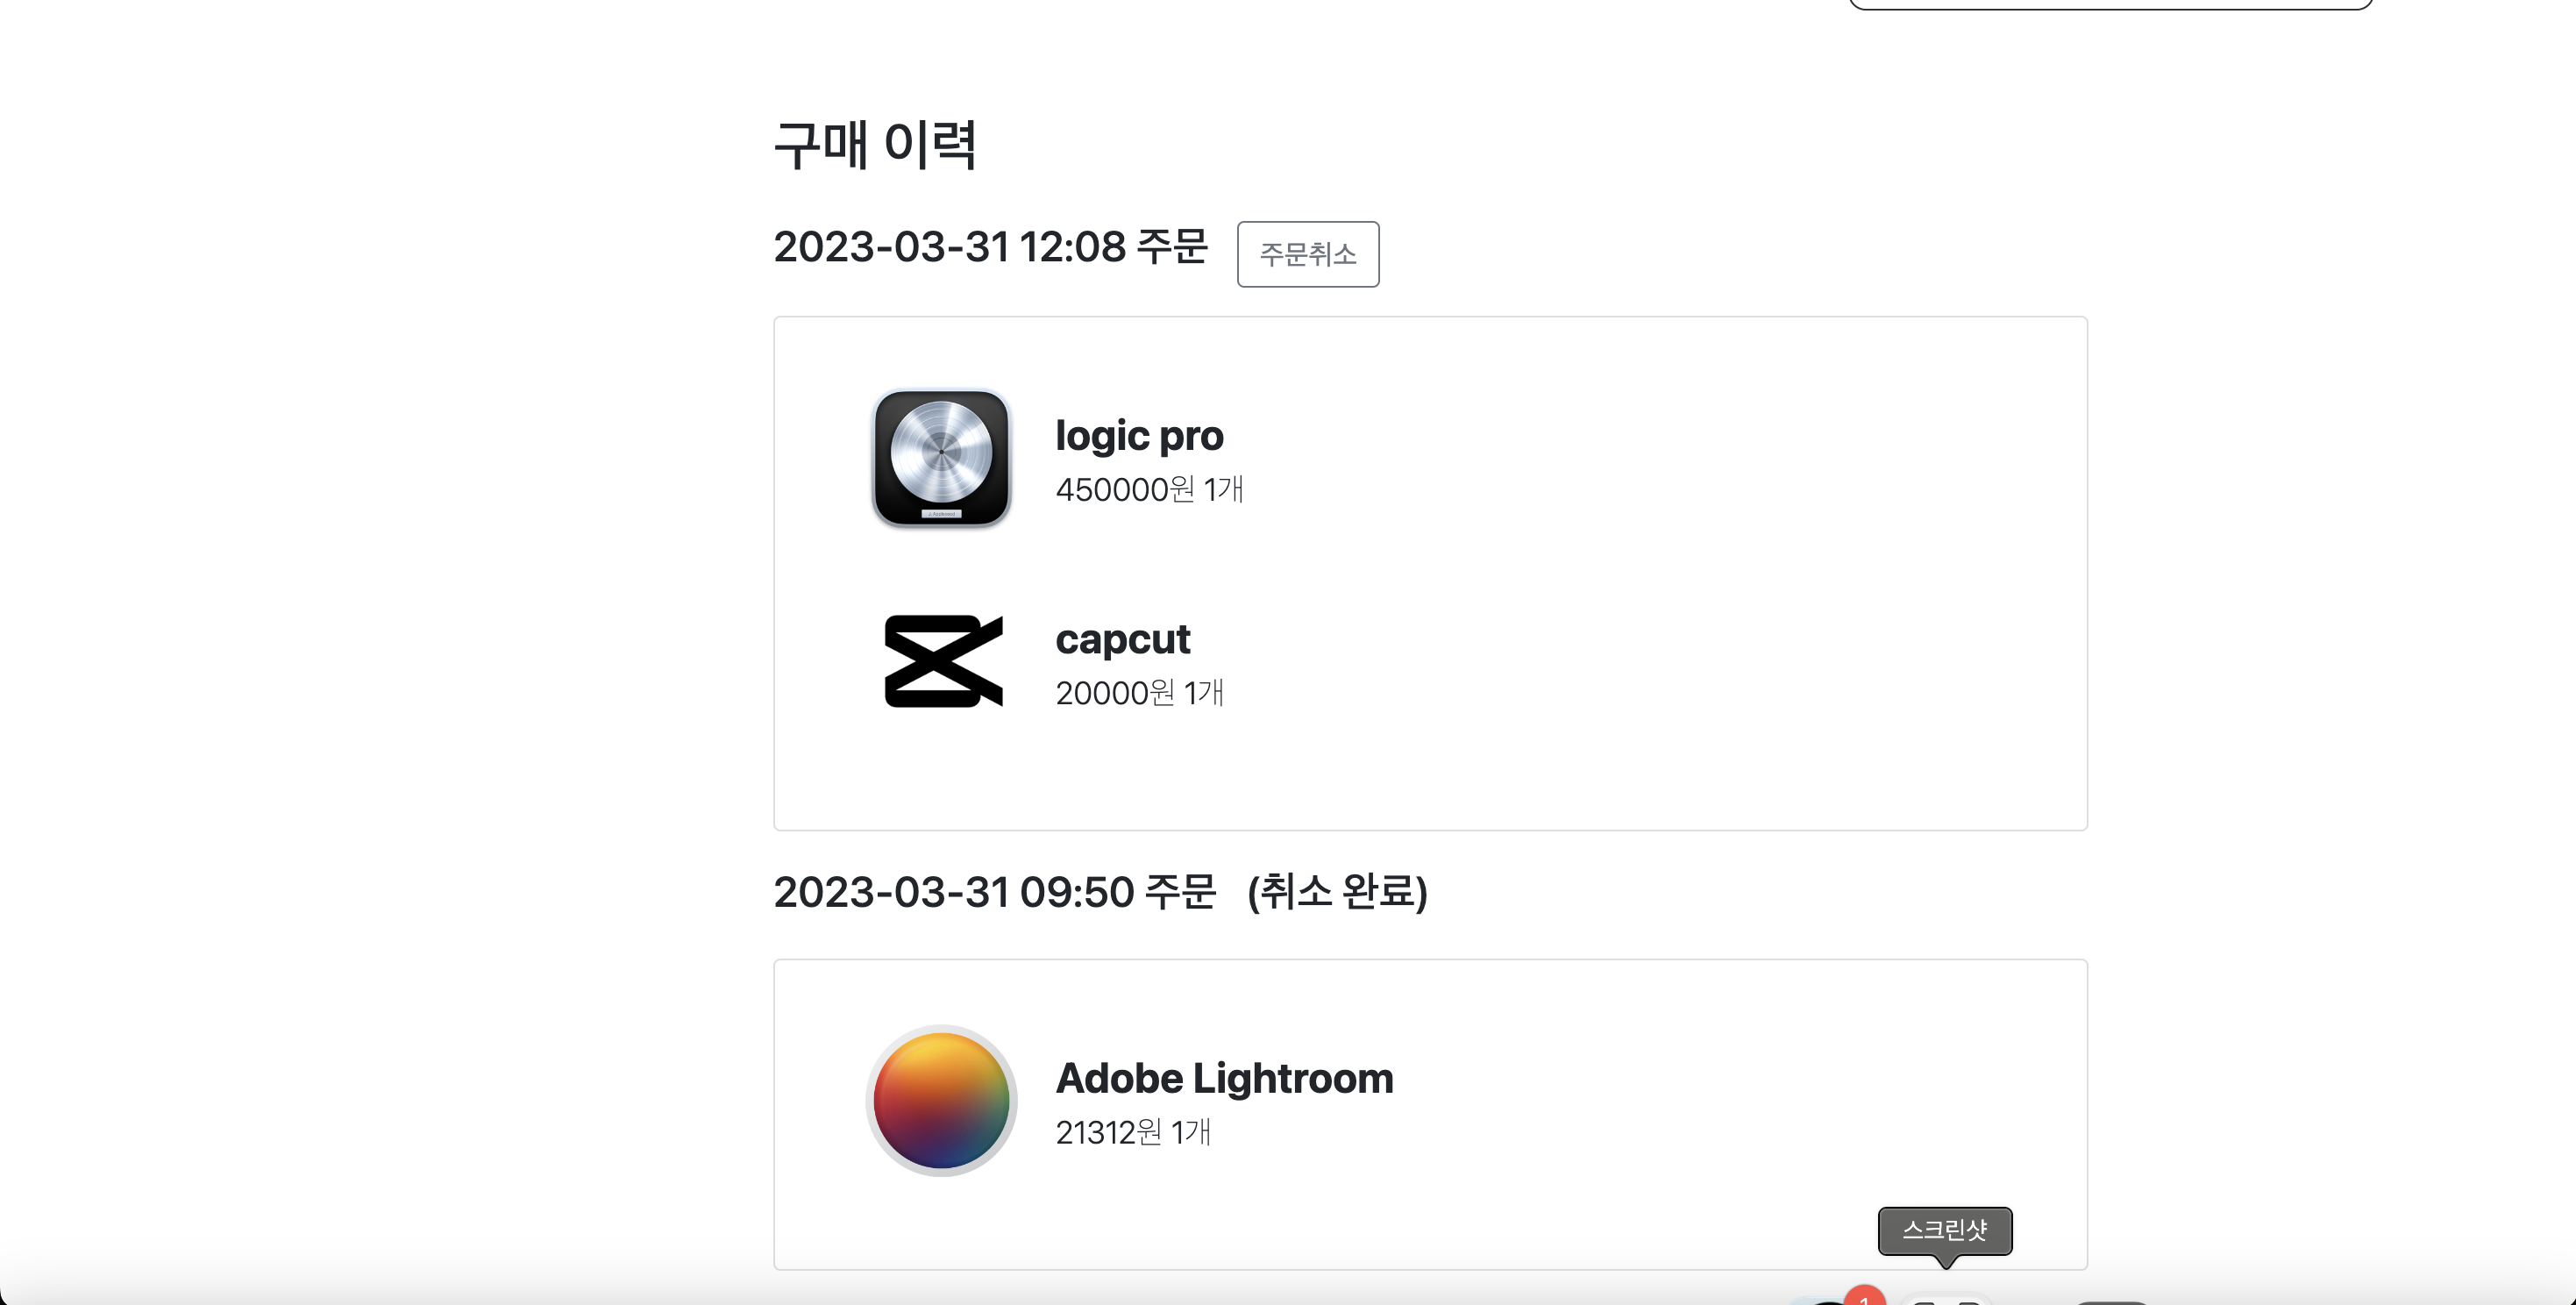 구매 이력
2023-03-31 12:08 주문 주문취소
logic pro
450000원 1개
capcut
20000원 1개
2023-03-31 09:50 주문 (취소 완료)
Adobe Lightroom
21312원 1개
스크린샷
1